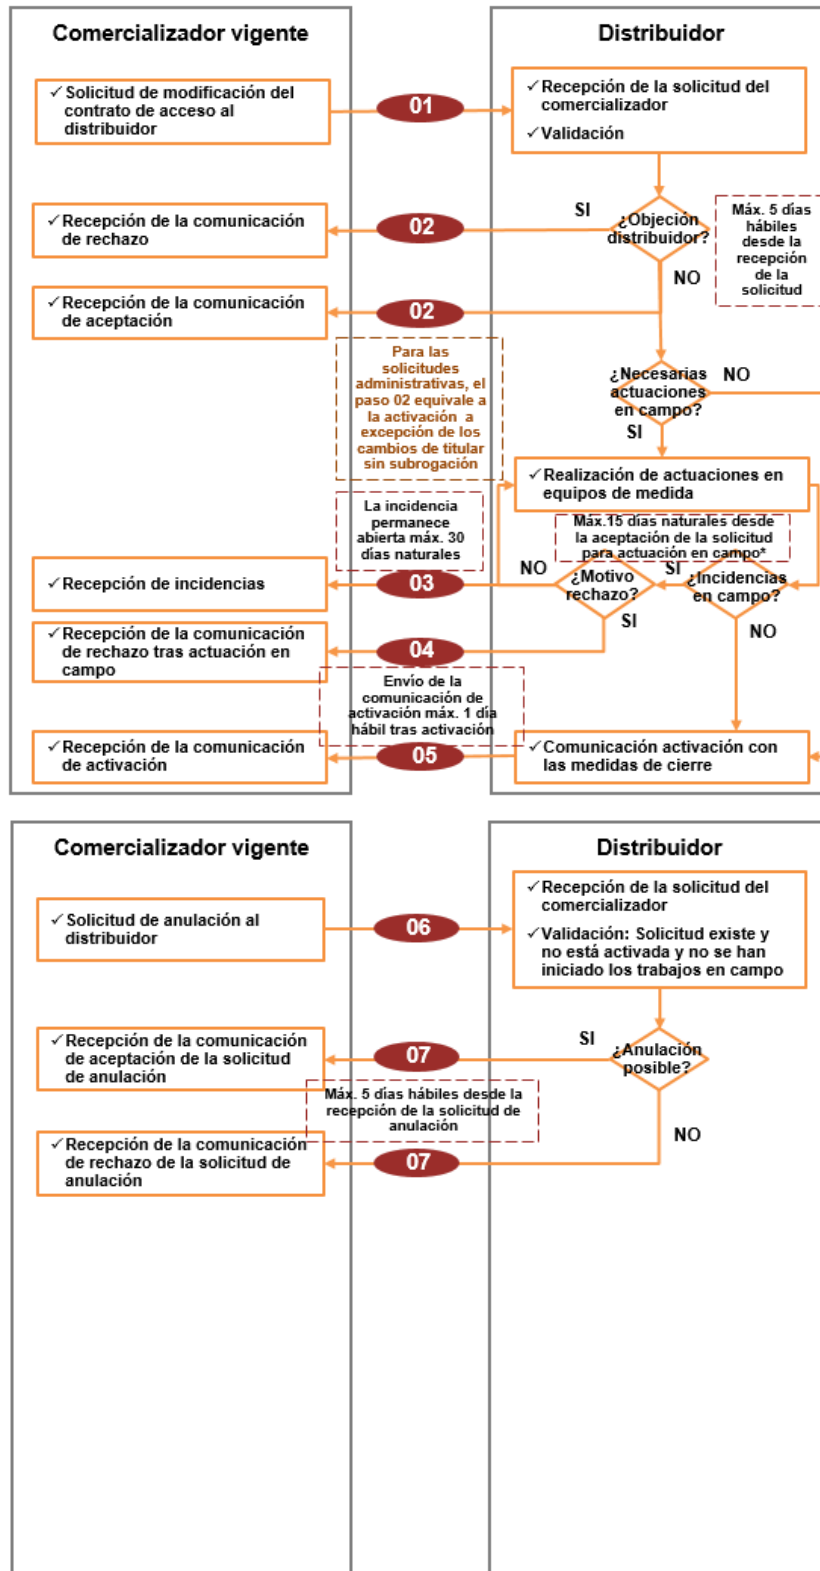 Comercializador vigente
Distribuidor
✓ Solicitud de modificación del
contrato de acceso al
distribuidor
01
✓ Recepción de la solicitud del
comercializador
✓ Validación
SI
¿Objeción
distribuidor?
Máx. 5 días
hábiles
desde la
recepción
de la
solicitud
✓ Recepción de la comunicación
de rechazo
02
NO
✓ Recepción de la comunicación
de aceptación
02
Para las
solicitudes
administrativas, el
paso 02 equivale a
la activación a
excepción de los
cambios de titular
sin subrogación
¿Necesarias
actuaciones
en campo?
NO
SI
✓ Realización de actuaciones en
equipos de medida
La incidencia
permanece
abierta máx. 30
días naturales
Máx.15 días naturales desde
la aceptación de la solicitud
para actuación en campo*
✓ Recepción de incidencias
03
NO
¿Motivo
rechazo?
SI
¿Incidencias
en campo?
SI
NO
✓ Recepción de la comunicación
de rechazo tras actuación en
campo
04
Envío de la
comunicación de
activación máx. 1 día
hábil tras activación
✓ Recepción de la comunicación
de activación
05
✓ Comunicación activación con
las medidas de cierre
Comercializador vigente
Distribuidor
✓ Solicitud de anulación al
distribuidor
06
✓ Recepción de la solicitud del
comercializador
✓ Validación: Solicitud existe y
no está activada y no se han
iniciado los trabajos en campo
✓ Recepción de la comunicación
de aceptación de la solicitud
de anulación
07
SI
¿Anulación
posible?
Máx. 5 días hábiles desde la
recepción de la solicitud de
anulación
NO
✓ Recepción de la comunicación
de rechazo de la solicitud de
anulación
07